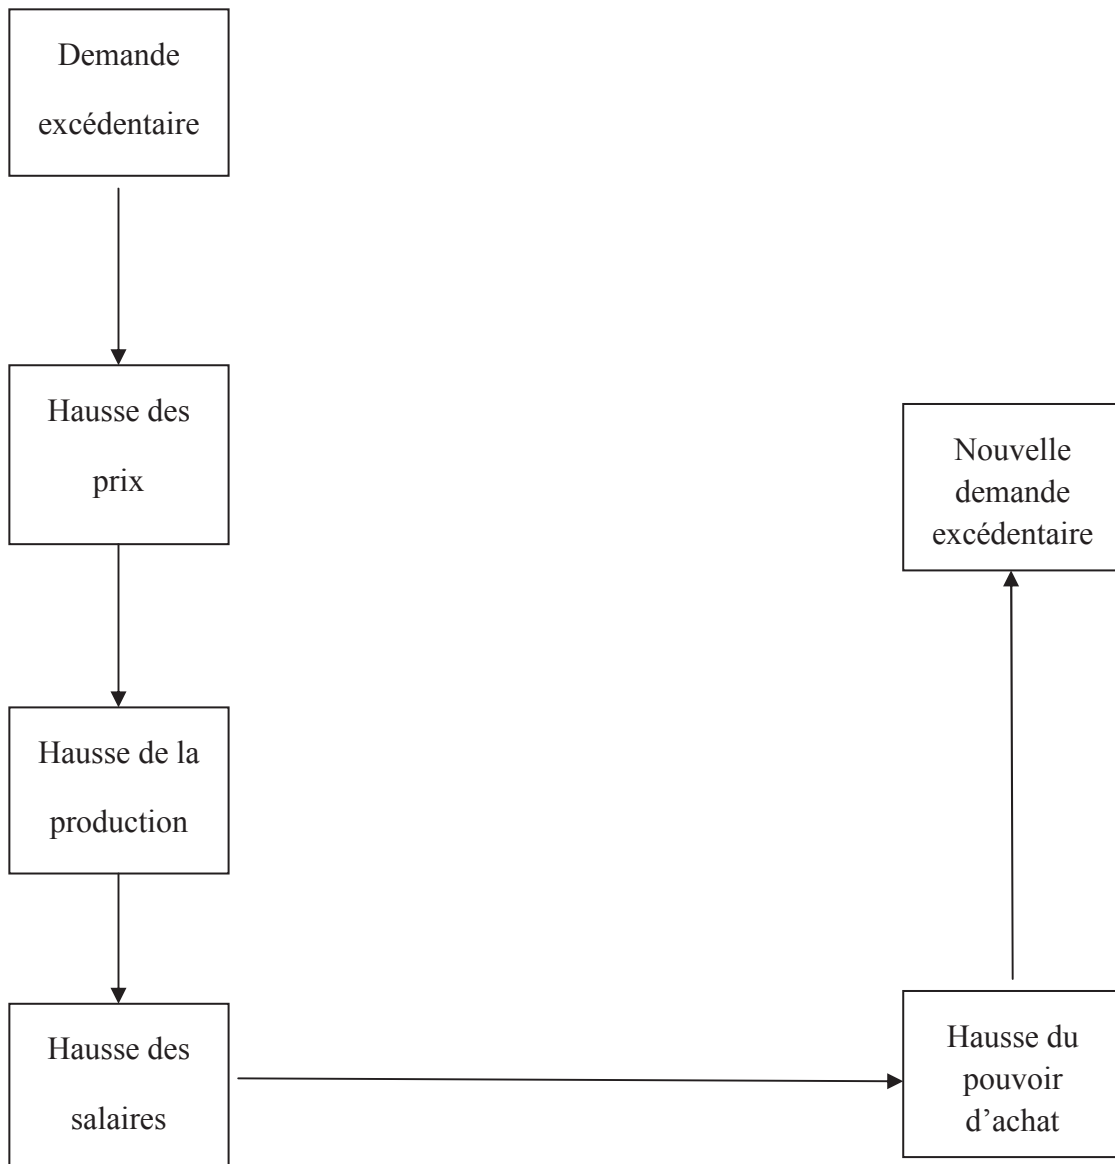 Demande
excédentaire
Hausse des
prix
Hausse de la
production
Hausse des
salaires
Hausse du
pouvoir
d’achat
Nouvelle
demande
excédentaire